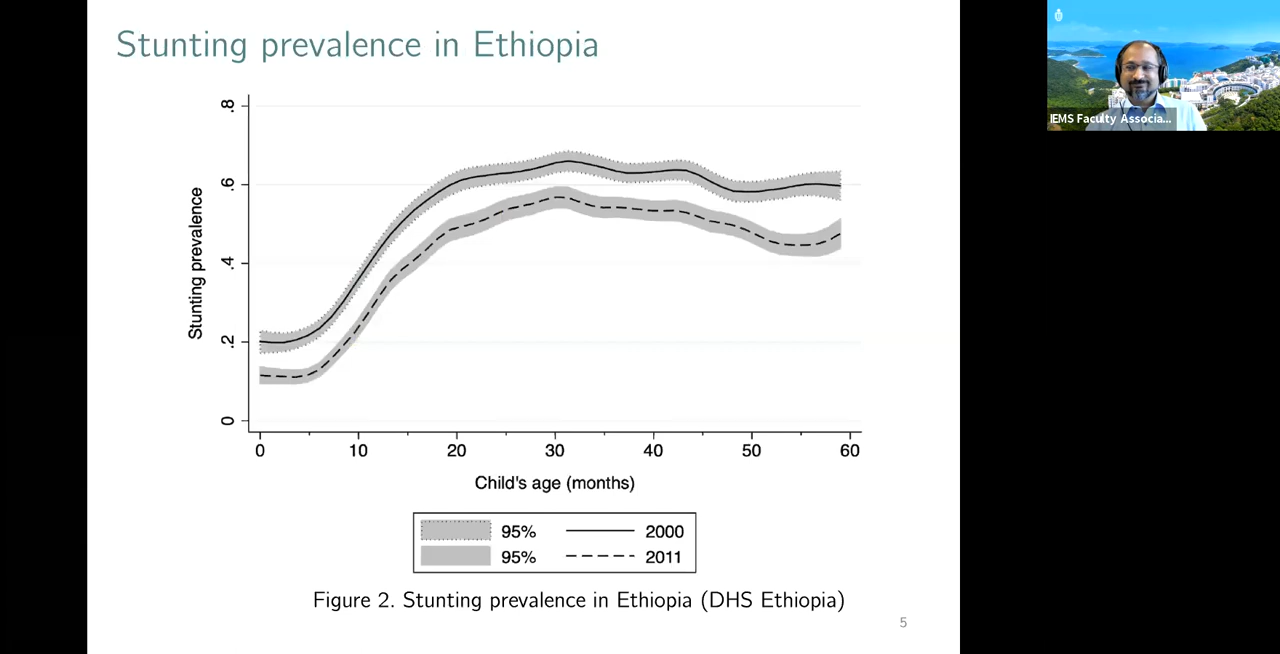 Stunting prevalence in Ethiopia
IEMS Faculty Associa...
Stunting prevalence
.8
.6
.4
.2
0
0 10 20 30 40 50 60
Child's age (months)
95% 2000
95% 2011
Figure 2. Stunting prevalence in Ethiopia (DHS Ethiopia)
5